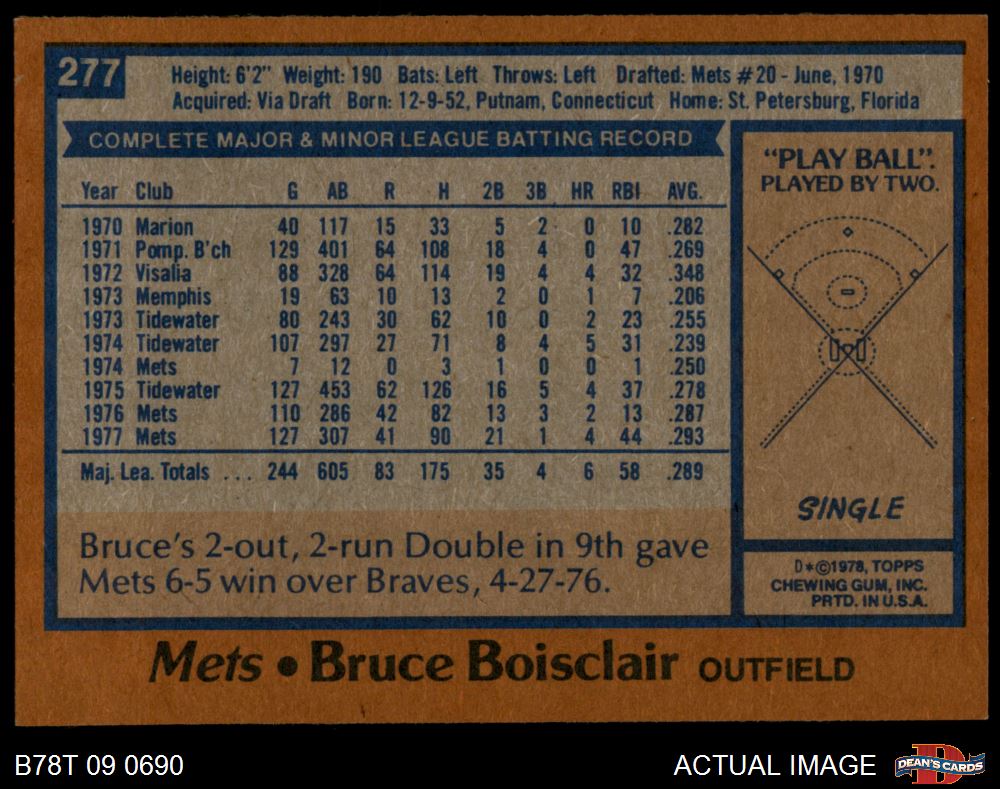 277
Height: 6'2" Weight: 190 Bats: Left Throws: Left Drafted: Mets #20 - June, 1970
Acquired: Via Draft Born: 12-9-52, Putnam, Connecticut Home: St. Petersburg, Florida
COMPLETE MAJOR & MINOR LEAGUE BATTING RECORD
Year Club G AB R H 2B 3B HR RBI AVG.
1970 Marion 40 117 15 33 5 2 0 10 .282
1971 Pomp. B'ch 129 401 64 108 18 4 0 47 .269
1972 Visalia 88 328 64 114 19 4 4 32 .348
1973 Memphis 19 63 10 13 2 0 1 7 .206
1973 Tidewater 80 243 30 62 10 0 2 23 .255
1974 Tidewater 107 297 27 71 8 4 5 31 .239
1974 Mets 7 12 0 3 1 0 0 1 .250
1975 Tidewater 127 453 62 126 16 5 4 37 .278
1976 Mets 110 286 42 82 13 3 2 13 .287
1977 Mets 127 307 41 90 21 1 4 44 .293
Maj. Lea. Totals ... 244 605 83 175 35 4 6 58 .289
Bruce's 2-out, 2-run Double in 9th gave
Mets 6-5 win over Braves, 4-27-76.
"PLAY BALL".
PLAYED BY TWO.
SINGLE
D*©1978, TOPPS
CHEWING GUM, INC.
PRTD. IN U.S.A.
Mets • Bruce Boisclair OUTFIELD
B78T 09 0690
ACTUAL IMAGE
DEAN'S CARDS